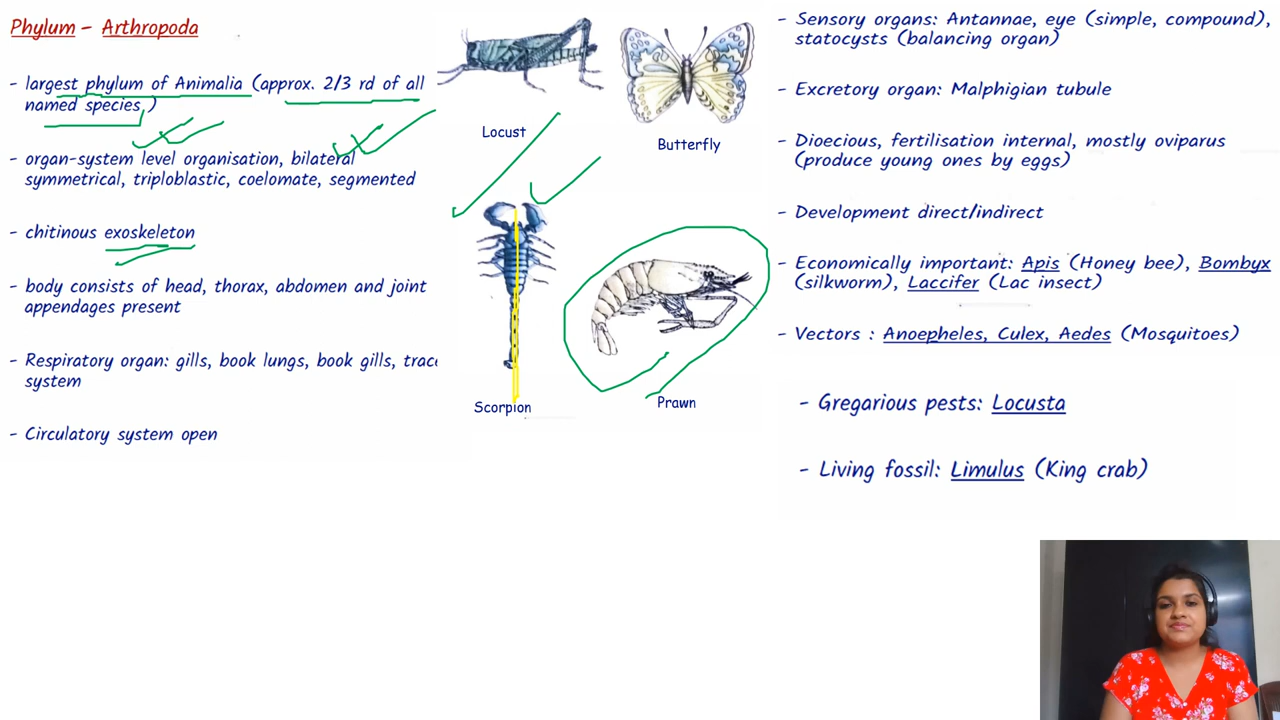 Phylum – Arthropoda
- largest phylum of Animalia (approx. 2/3 rd of all
named species )
- organ-system level organisation, bilateral
symmetrical, triploblastic, coelomate, segmented
- chitinous exoskeleton
- body consists of head, thorax, abdomen and joint
appendages present
- Respiratory organ: gills, book lungs, book gills, trace
system
- Circulatory system open
Locust
Butterfly
Scorpion
Prawn
- Sensory organs: Antannae, eye (simple, compound),
statocysts (balancing organ)
- Excretory organ: Malphigian tubule
- Dioecious, fertilisation internal, mostly oviparus
(produce young ones by eggs)
- Development direct/indirect
- Economically important: Apis (Honey bee), Bombyx
(silkworm), Laccifer (Lac insect)
- Vectors : Anoepheles, Culex, Aedes (Mosquitoes)
- Gregarious pests: Locusta
- Living fossil: Limulus (King crab)